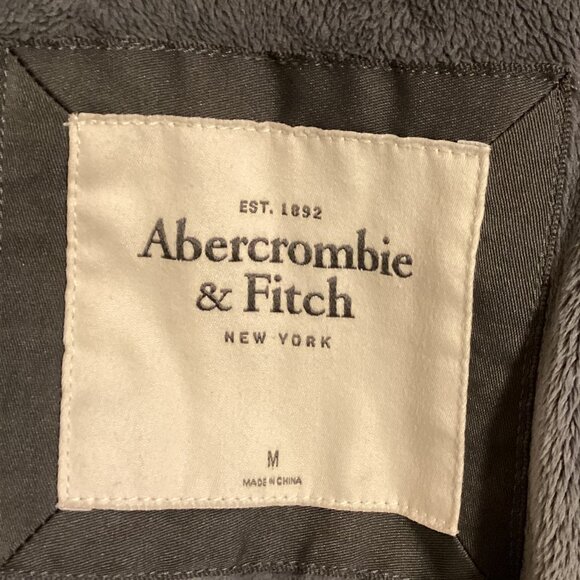 EST. 1892
Abercrombie
& Fitch
NEW YORK
M
MADE IN CHINA